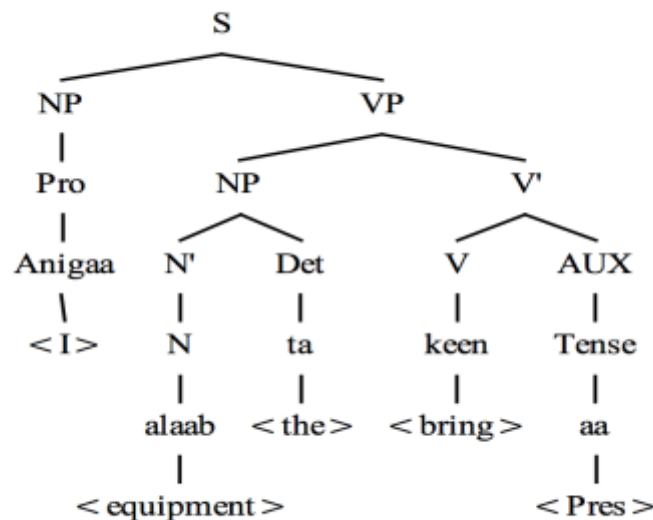 S
NP VP
Pro NP V'
Anigaa N' Det V AUX
<I> N ta keen Tense
alaab <the> <bring> aa
<equipment> <Pres>